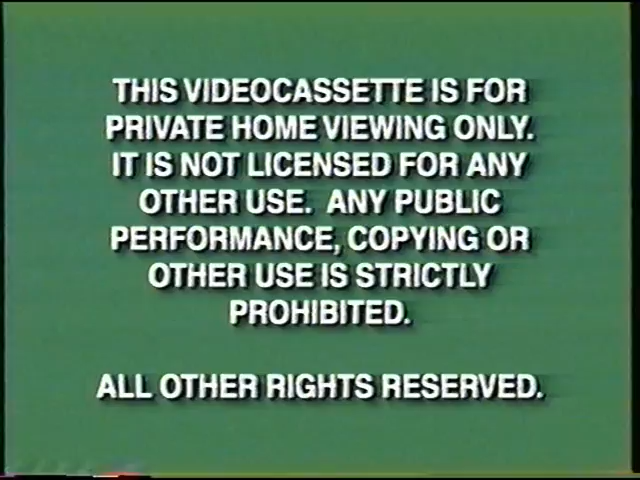 THIS VIDEOCASSETTE IS FOR
PRIVATE HOME VIEWING ONLY.
IT IS NOT LICENSED FOR ANY
OTHER USE. ANY PUBLIC
PERFORMANCE, COPYING OR
OTHER USE IS STRICTLY
PROHIBITED.
ALL OTHER RIGHTS RESERVED.